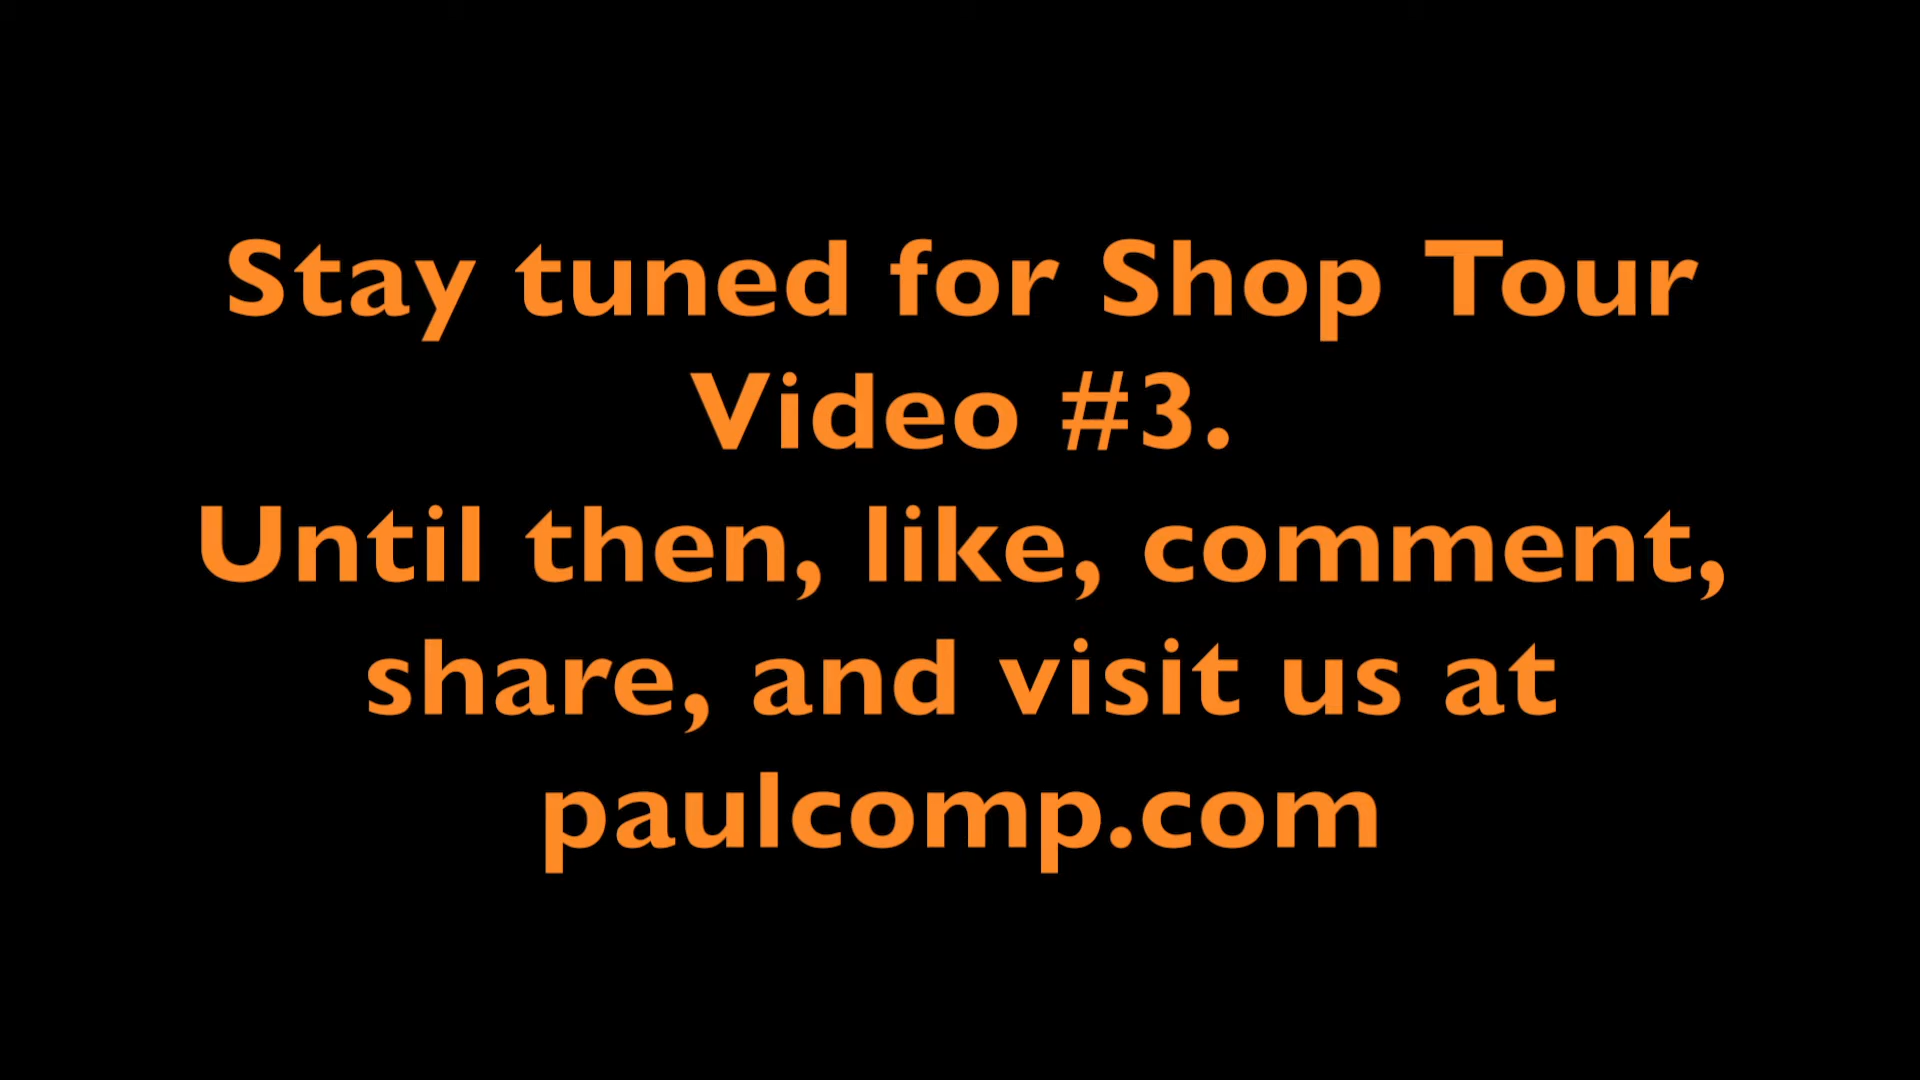 Stay tuned for Shop Tour
Video #3.
Until then, like, comment,
share, and visit us at
paulcomp.com